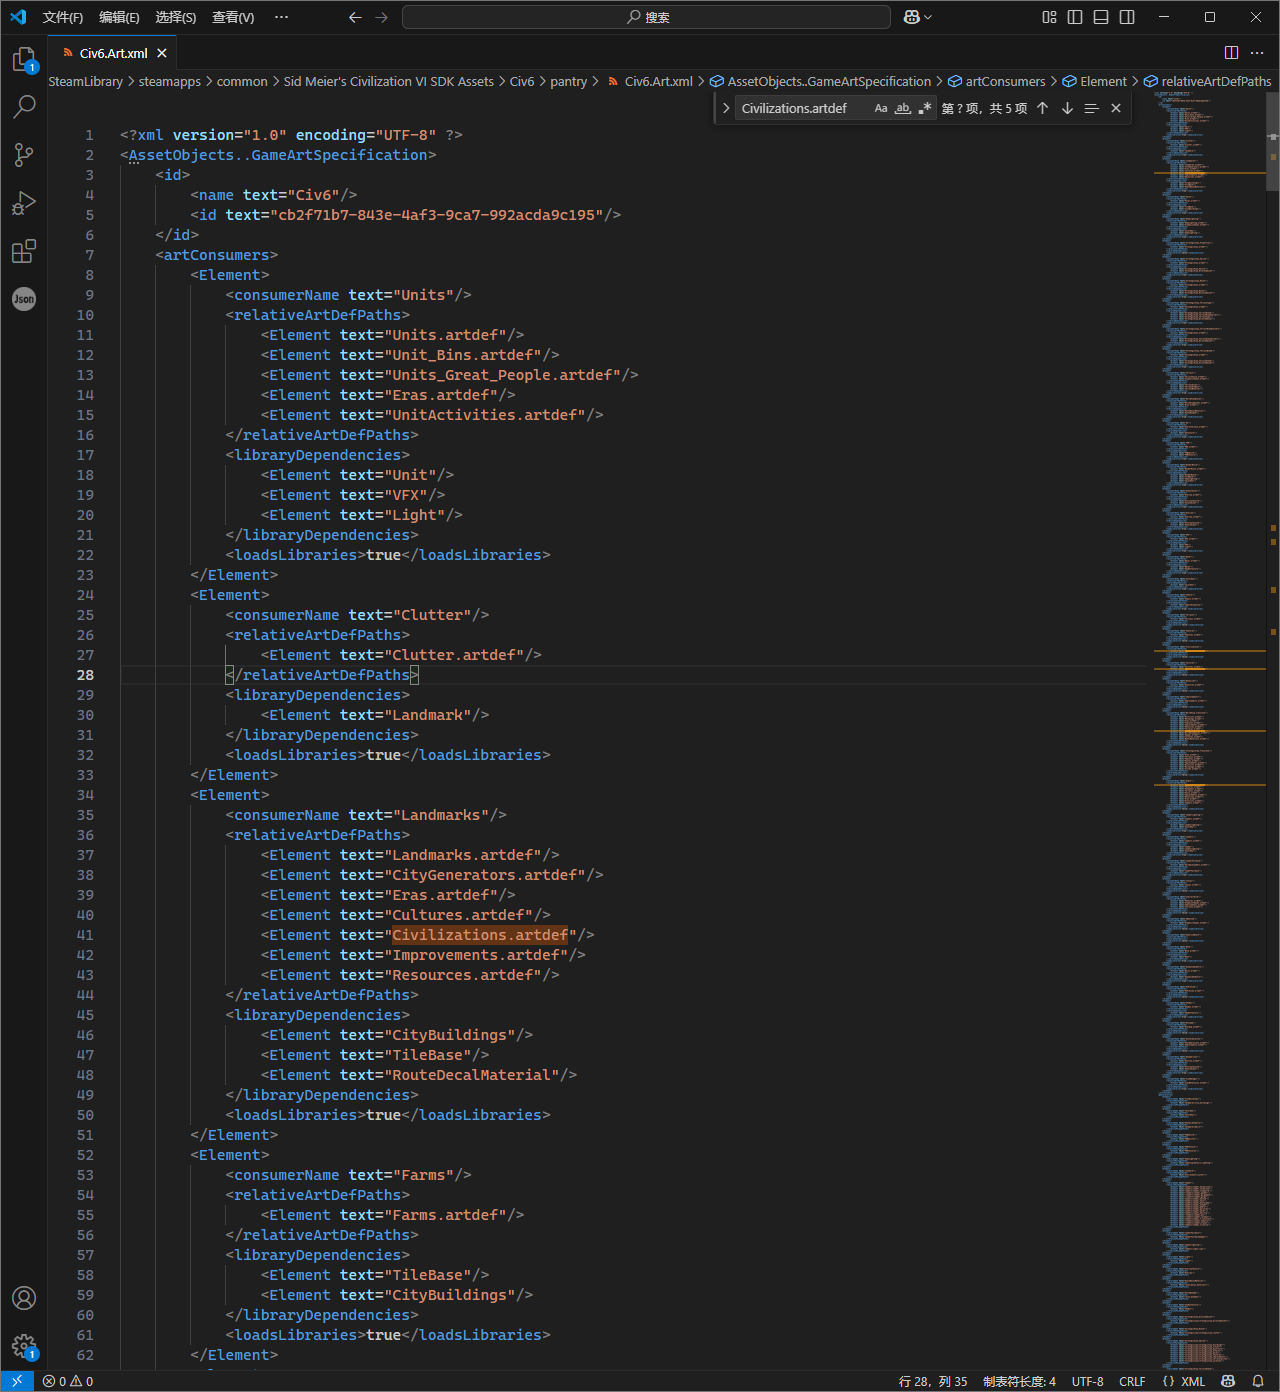 文件(F) 编辑(E) 选择(S) 查看(V) ··· 搜索
Civ6.Art.xml
SteamLibrary > steamapps > common > Sid Meier's Civilization VI SDK Assets > Civ6 > pantry > Civ6.Art.xml > AssetObjects..GameArtSpecification > artConsumers > Element > relativeArtDefPaths
Civilizations.artdef Aa ab .* 第 ? 项，共 5 项
1 <?xml version="1.0" encoding="UTF-8" ?>
2 <AssetObjects..GameArtSpecification>
3 <id>
4 <name text="Civ6"/>
5 <id text="cb2f71b7-843e-4af3-9ca7-992acda9c195"/>
6 </id>
7 <artConsumers>
8 <Element>
9 <consumerName text="Units"/>
10 <relativeArtDefPaths>
11 <Element text="Units.artdef"/>
12 <Element text="Unit_Bins.artdef"/>
13 <Element text="Units_Great_People.artdef"/>
14 <Element text="Eras.artdef"/>
15 <Element text="UnitActivities.artdef"/>
16 </relativeArtDefPaths>
17 <libraryDependencies>
18 <Element text="Unit"/>
19 <Element text="VFX"/>
20 <Element text="Light"/>
21 </libraryDependencies>
22 <loadsLibraries>true</loadsLibraries>
23 </Element>
24 <Element>
25 <consumerName text="Clutter"/>
26 <relativeArtDefPaths>
27 <Element text="Clutter.artdef"/>
28 </relativeArtDefPaths>
29 <libraryDependencies>
30 <Element text="Landmark"/>
31 </libraryDependencies>
32 <loadsLibraries>true</loadsLibraries>
33 </Element>
34 <Element>
35 <consumerName text="Landmarks"/>
36 <relativeArtDefPaths>
37 <Element text="Landmarks.artdef"/>
38 <Element text="CityGenerators.artdef"/>
39 <Element text="Eras.artdef"/>
40 <Element text="Cultures.artdef"/>
41 <Element text="Civilizations.artdef"/>
42 <Element text="Improvements.artdef"/>
43 <Element text="Resources.artdef"/>
44 </relativeArtDefPaths>
45 <libraryDependencies>
46 <Element text="CityBuildings"/>
47 <Element text="TileBase"/>
48 <Element text="RouteDecalMaterial"/>
49 </libraryDependencies>
50 <loadsLibraries>true</loadsLibraries>
51 </Element>
52 <Element>
53 <consumerName text="Farms"/>
54 <relativeArtDefPaths>
55 <Element text="Farms.artdef"/>
56 </relativeArtDefPaths>
57 <libraryDependencies>
58 <Element text="TileBase"/>
59 <Element text="CityBuildings"/>
60 </libraryDependencies>
61 <loadsLibraries>true</loadsLibraries>
62 </Element>
1
Json
1
0 0 行 28，列 35 制表符长度: 4 UTF-8 CRLF {} XML